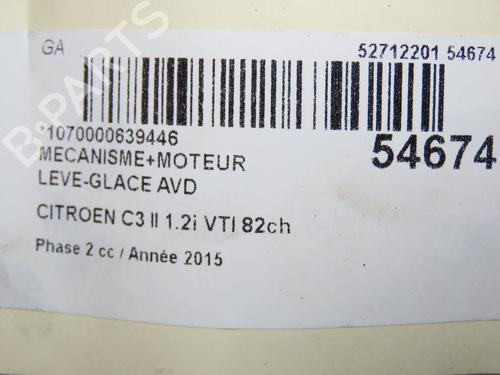 GA
52712201 54674
*1070000639446
54674
MECANISME+MOTEUR
LEVE-GLACE AVD
CITROEN C3 II 1.2i VTI 82ch
Phase 2 cc / Année 2015
B-PARTS